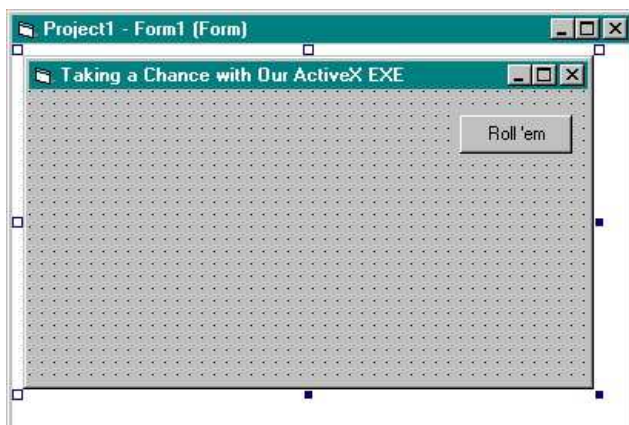 Project1 - Form1 (Form)
Taking a Chance with Our ActiveX EXE
Roll 'em